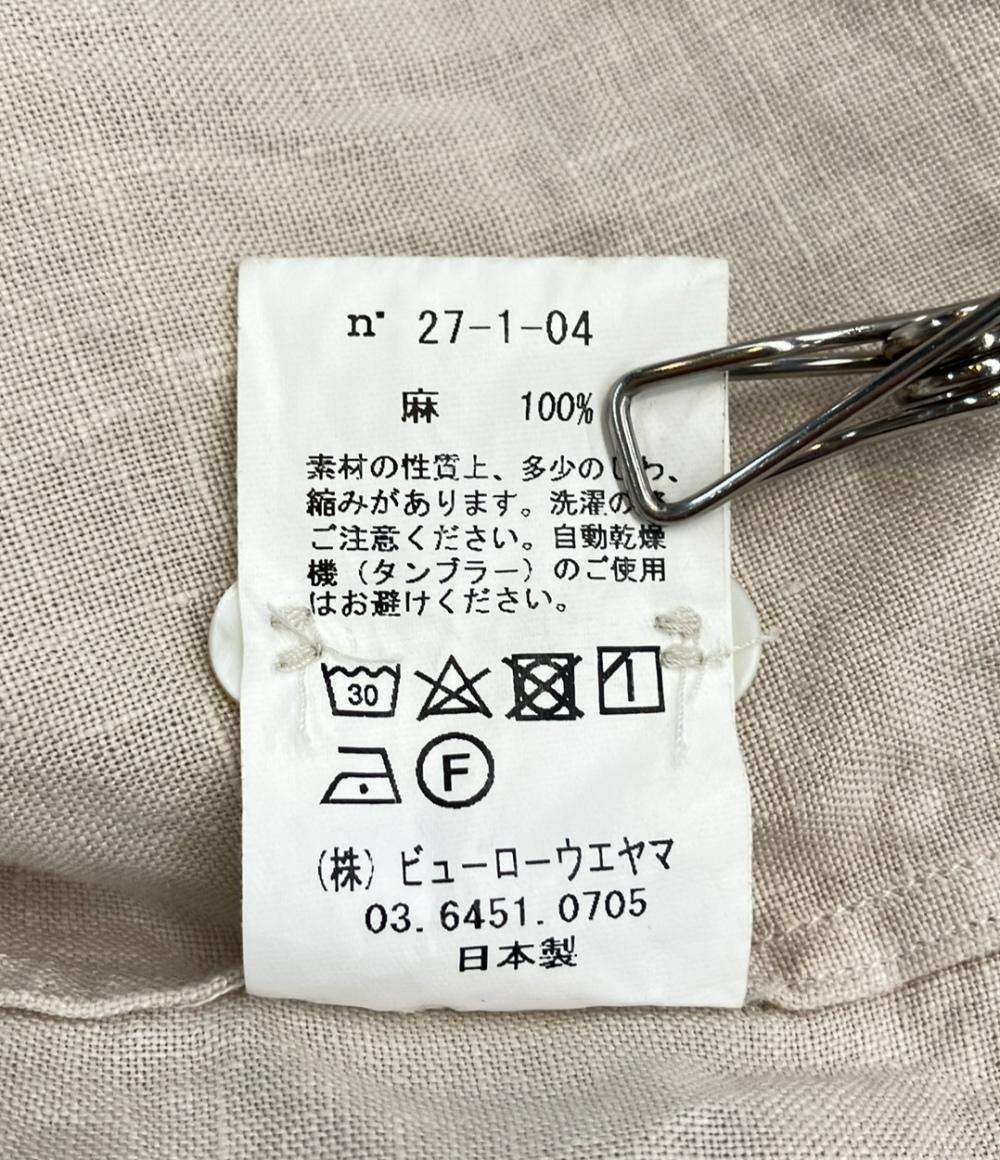 n° 27-1-04
麻 100%
素材の性質上、多少のしわ、
縮みがあります。洗濯の際
ご注意ください。自動乾燥
機（タンブラー）のご使用
はお避けください。
30
F
(株) ビューローウエヤマ
03. 6451. 0705
日本製